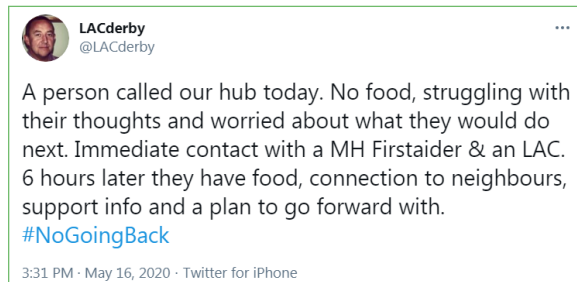 LACderby
@LACderby
A person called our hub today. No food, struggling with
their thoughts and worried about what they would do
next. Immediate contact with a MH Firstaider & an LAC.
6 hours later they have food, connection to neighbours,
support info and a plan to go forward with.
#NoGoingBack
3:31 PM · May 16, 2020 · Twitter for iPhone